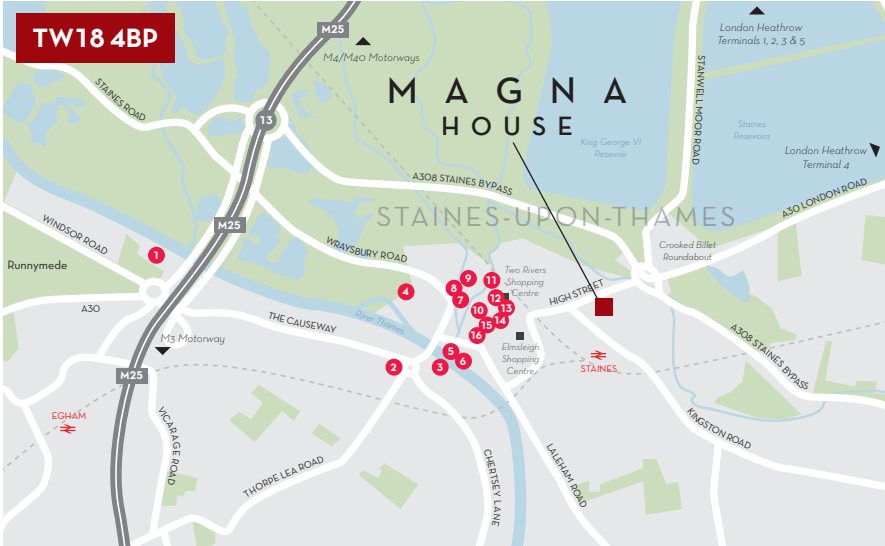 TW18 4BP
M25
M4/M40 Motorways
London Heathrow
Terminals 1, 2, 3 & 5
STAINES ROAD
13
MAGNA
HOUSE
STANWELL MOOR ROAD
King George VI
Resevoir
Staines
Resevoirs
London Heathrow
Terminal 4
A308 STAINES BYPASS
A30 LONDON ROAD
STAINES-UPON-THAMES
WINDSOR ROAD
M25
WRAYSBURY ROAD
Crooked Billet
Roundabout
1
Runnymede
Two Rivers
Shopping
Centre
9
11
8
4
7
12
HIGH STREET
A30
10
13
THE CAUSEWAY
River Thames
14
15
16
M3 Motorway
Elmsleigh
Shopping
Centre
A308 STAINES BYPASS
5
6
2
3
STAINES
M25
EGHAM
VICARAGE ROAD
KINGSTON ROAD
THORPE LEA ROAD
CHERTSEY LANE
LALEHAM ROAD